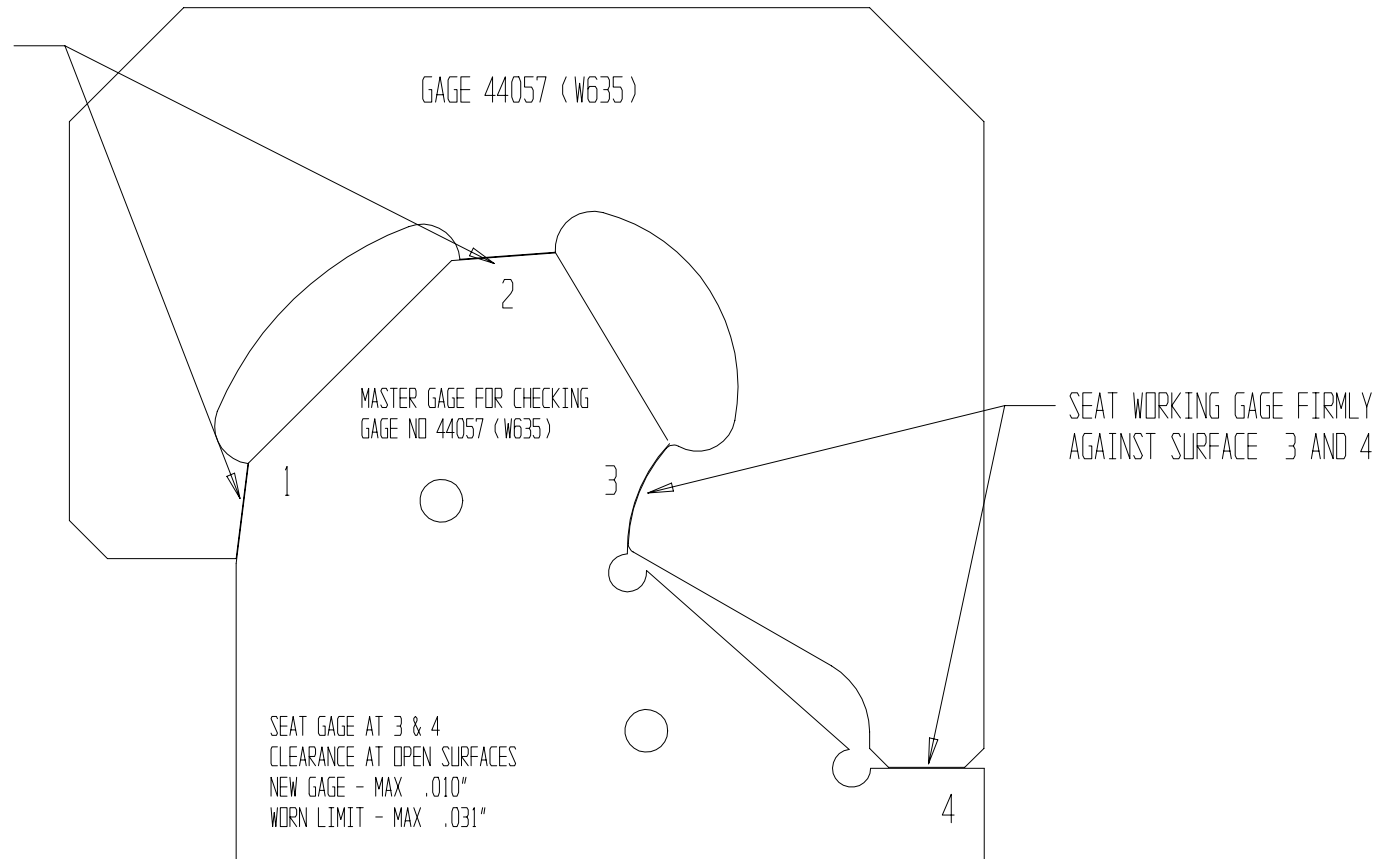 GAGE 44057 (W635)
2
MASTER GAGE FOR CHECKING
GAGE NO 44057 (W635)
SEAT WORKING GAGE FIRMLY
AGAINST SURFACE 3 AND 4
1
3
SEAT GAGE AT 3 & 4
CLEARANCE AT OPEN SURFACES
NEW GAGE - MAX .010"
WORN LIMIT - MAX .031"
4